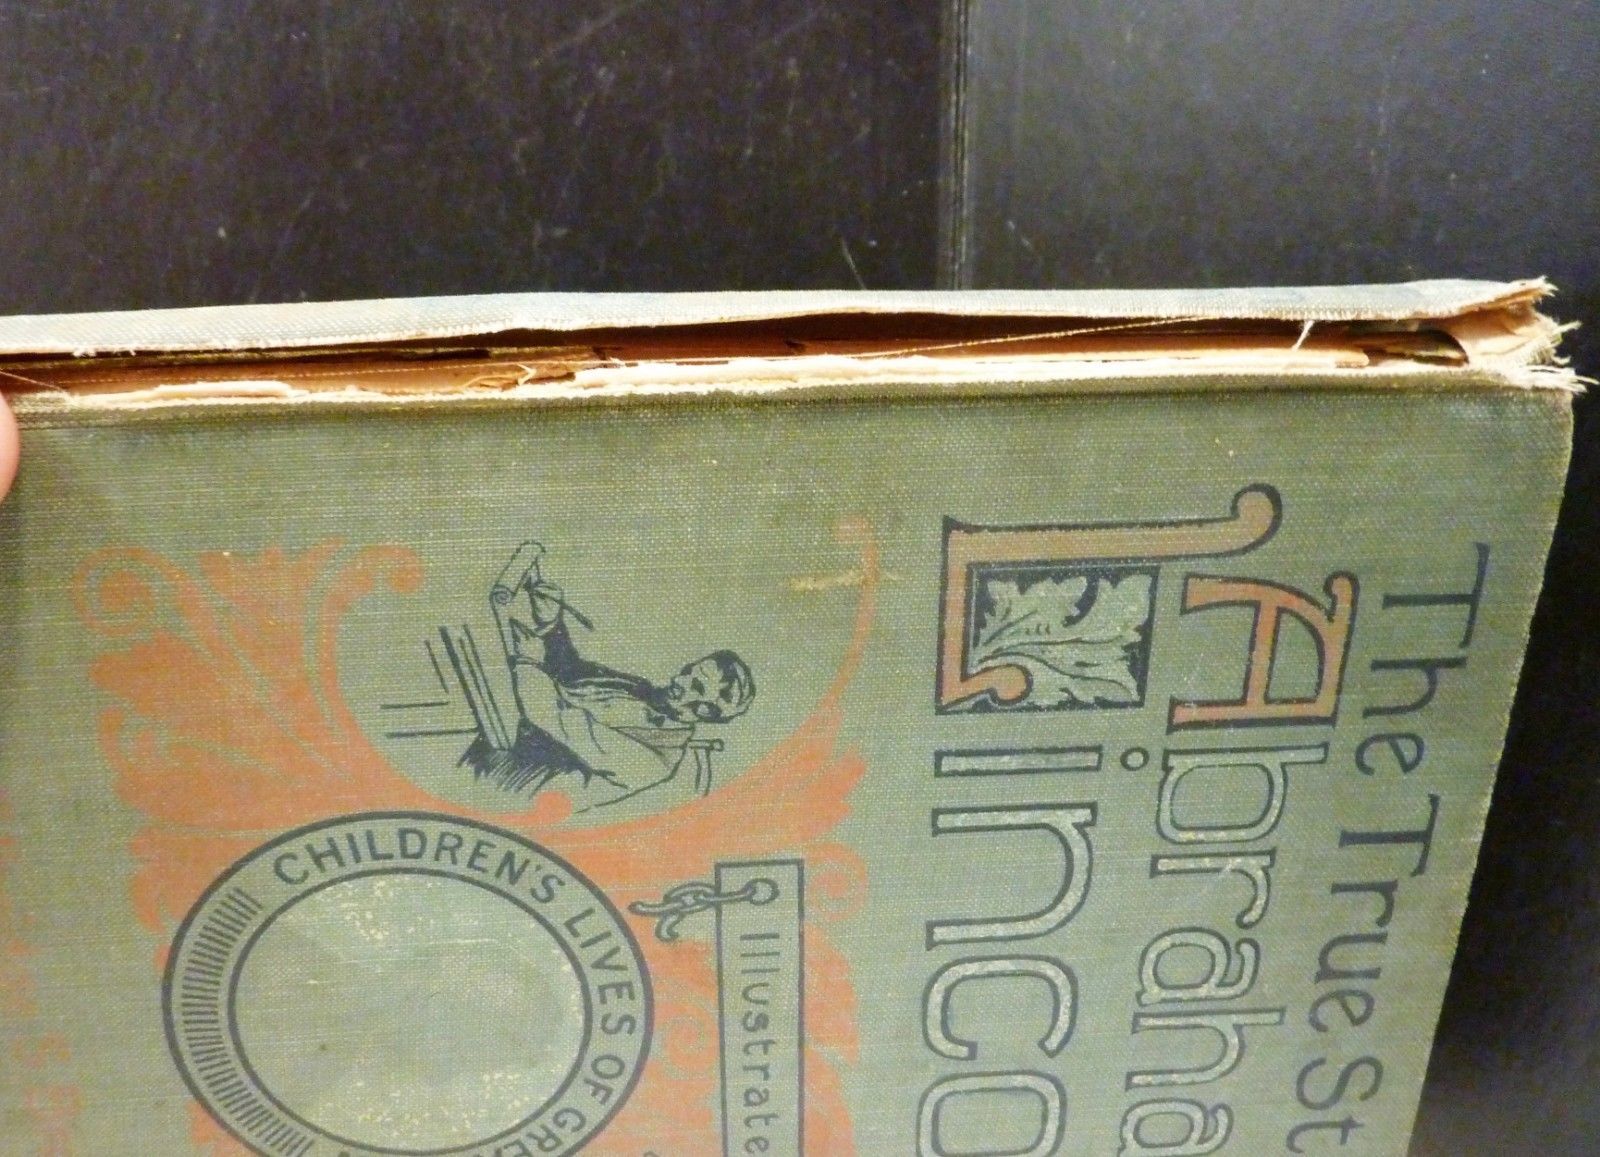 The True St
Abraha
Linco
Illustrate
CHILDREN'S LIVES OF GRE